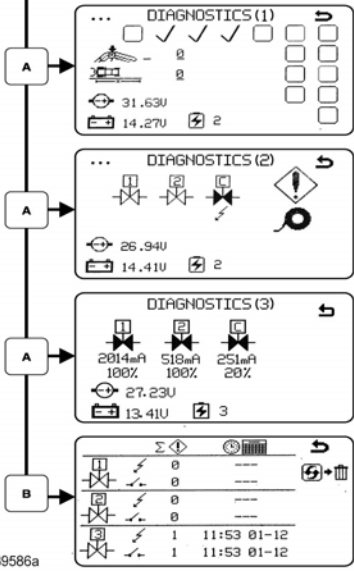 ... DIAGNOSTICS(1)
0
A
0
31.63V
14.27V 2
... DIAGNOSTICS(2)
1 2 C
A
26.94V
14.41V 2
DIAGNOSTICS(3)
1 2 C
A
2014mA 518mA 251mA
100% 100% 20%
27.23V
13.41V 3
Σ
1 0 ---
0 ---
B
2 0 ---
0 ---
3 1 11:53 01-12
1 11:53 01-12
9586a